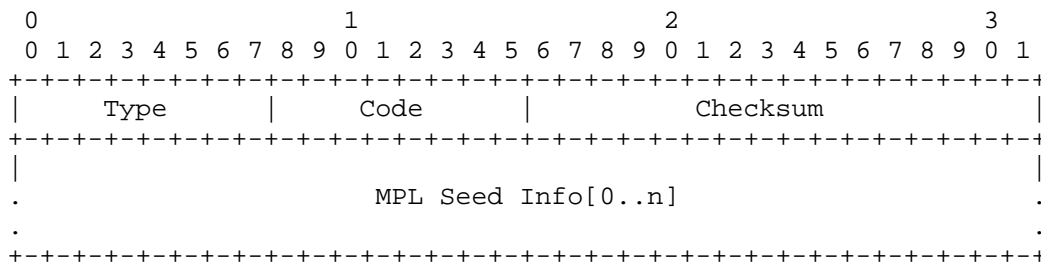 0                   1                   2                   3
 0 1 2 3 4 5 6 7 8 9 0 1 2 3 4 5 6 7 8 9 0 1 2 3 4 5 6 7 8 9 0 1
+-+-+-+-+-+-+-+-+-+-+-+-+-+-+-+-+-+-+-+-+-+-+-+-+-+-+-+-+-+-+-+-+
|     Type      |     Code      |          Checksum             |
+-+-+-+-+-+-+-+-+-+-+-+-+-+-+-+-+-+-+-+-+-+-+-+-+-+-+-+-+-+-+-+-+
|                                                               |
.                      MPL Seed Info[0..n]                      .
.                                                               .
+-+-+-+-+-+-+-+-+-+-+-+-+-+-+-+-+-+-+-+-+-+-+-+-+-+-+-+-+-+-+-+-+